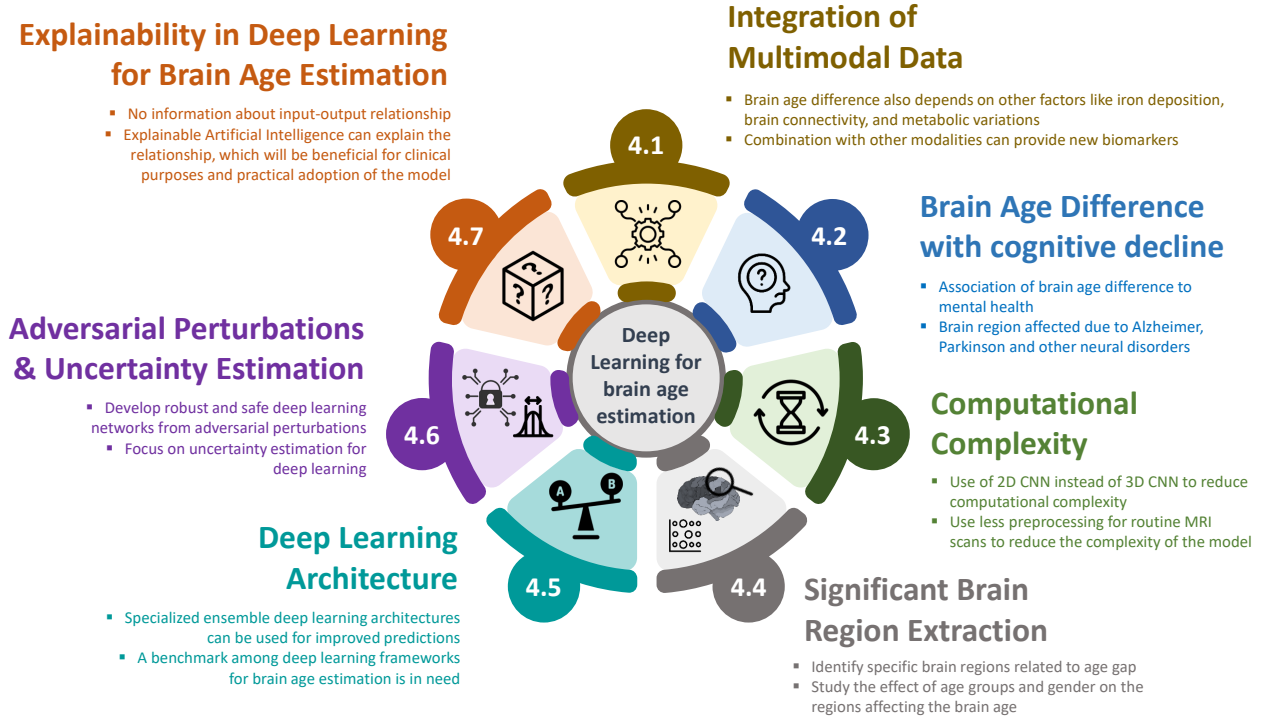 Explainability in Deep Learning
for Brain Age Estimation
▪ No information about input-output relationship
▪ Explainable Artificial Intelligence can explain the
relationship, which will be beneficial for clinical
purposes and practical adoption of the model
Integration of
Multimodal Data
▪ Brain age difference also depends on other factors like iron deposition,
brain connectivity, and metabolic variations
▪ Combination with other modalities can provide new biomarkers
4.1
4.2
Brain Age Difference
with cognitive decline
▪ Association of brain age difference to
mental health
▪ Brain region affected due to Alzheimer,
Parkinson and other neural disorders
4.7
? ? ?
?
Adversarial Perturbations
& Uncertainty Estimation
▪ Develop robust and safe deep learning
networks from adversarial perturbations
▪ Focus on uncertainty estimation for
deep learning
4.6
Deep
Learning for
brain age
estimation
4.3
Computational
Complexity
▪ Use of 2D CNN instead of 3D CNN to reduce
computational complexity
▪ Use less preprocessing for routine MRI
scans to reduce the complexity of the model
A B
Deep Learning
Architecture
▪ Specialized ensemble deep learning architectures
can be used for improved predictions
▪ A benchmark among deep learning frameworks
for brain age estimation is in need
4.5
4.4
Significant Brain
Region Extraction
▪ Identify specific brain regions related to age gap
▪ Study the effect of age groups and gender on the
regions affecting the brain age